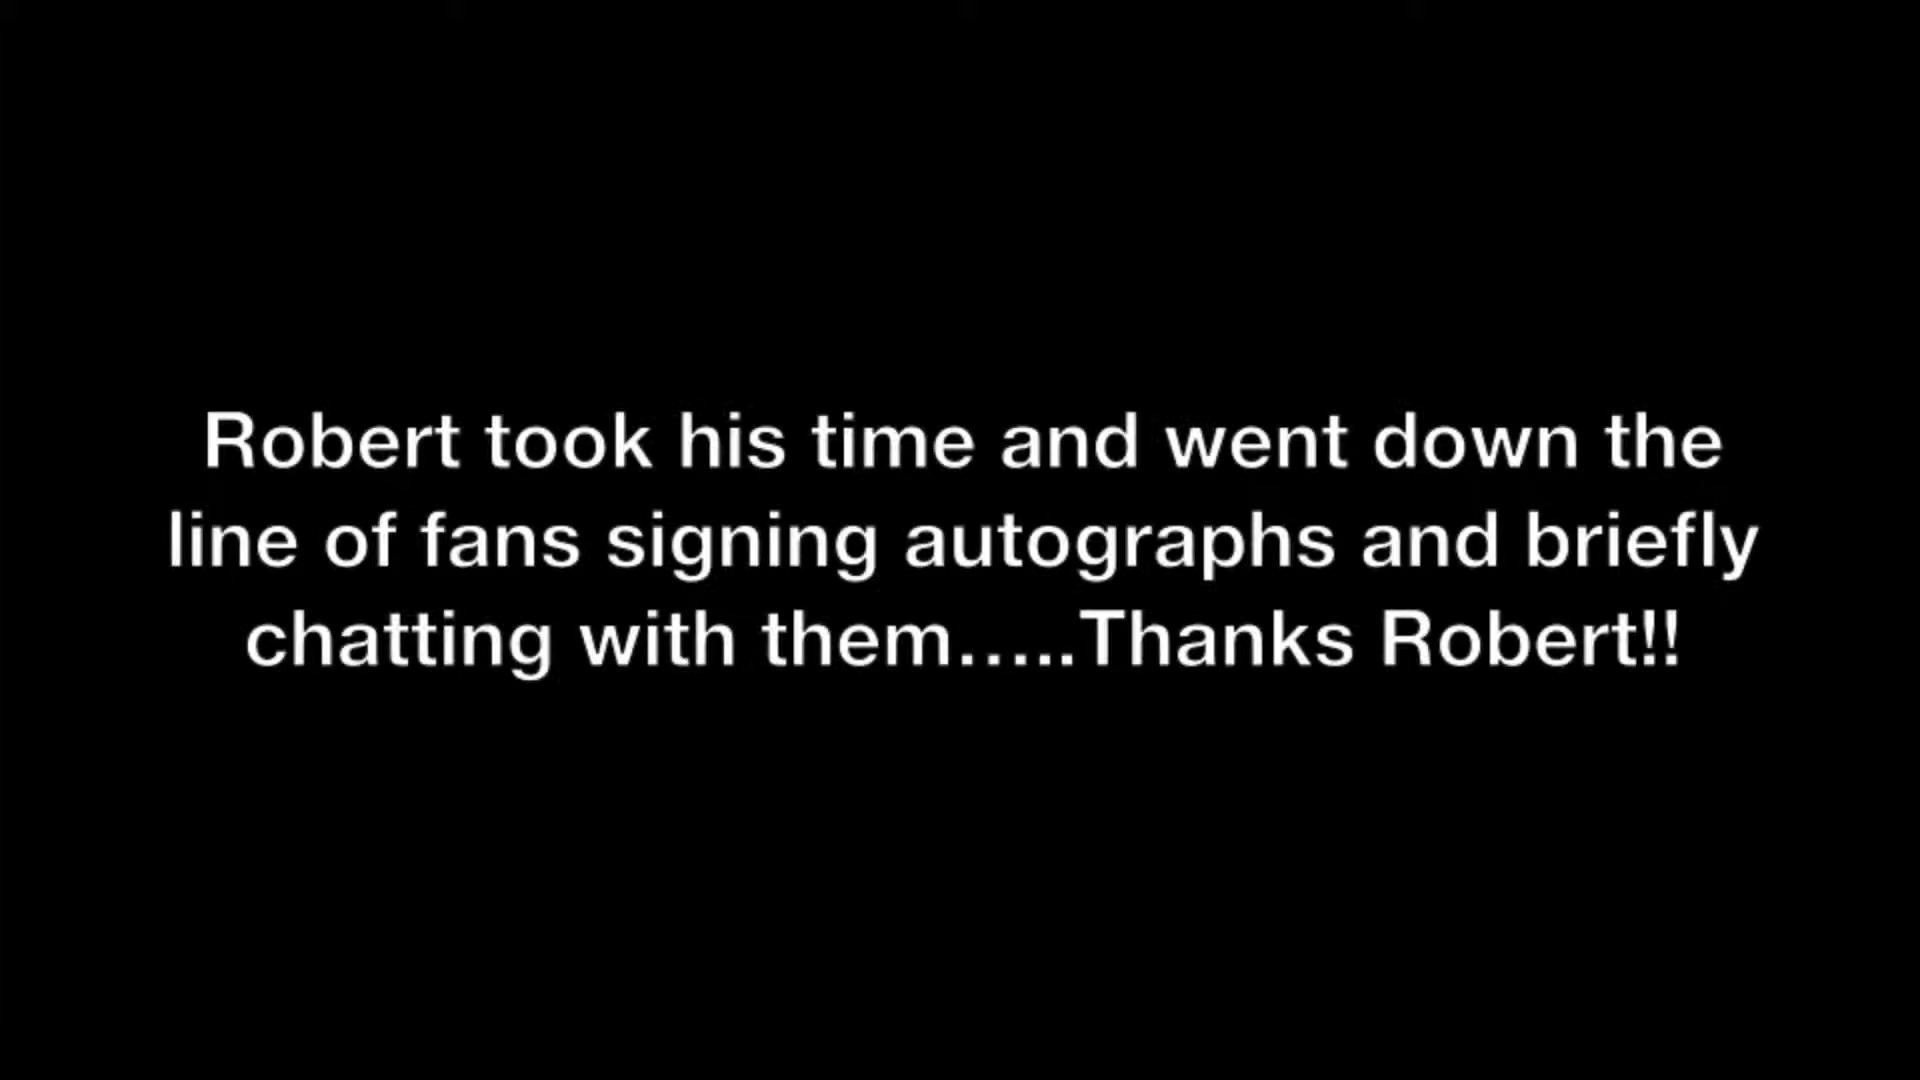 Robert took his time and went down the
line of fans signing autographs and briefly
chatting with them.....Thanks Robert!!